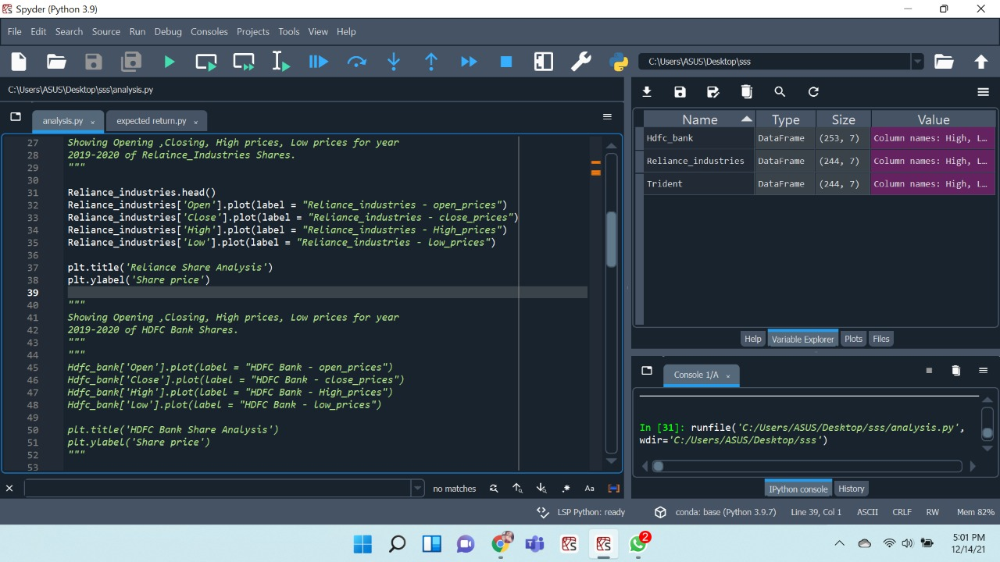 Spyder (Python 3.9)
File Edit Search Source Run Debug Consoles Projects Tools View Help
C:\Users\ASUS\Desktop\sss
C:\Users\ASUS\Desktop\sss\analysis.py
analysis.py × expected return.py ×
27 Showing Opening ,Closing, High prices, Low prices for year
28 2019-2020 of Relaince_Industries Shares.
29 """
30
31 Reliance_industries.head()
32 Reliance_industries['Open'].plot(label = "Reliance_industries - open_prices")
33 Reliance_industries['Close'].plot(label = "Reliance_industries - close_prices")
34 Reliance_industries['High'].plot(label = "Reliance_industries - High_prices")
35 Reliance_industries['Low'].plot(label = "Reliance_industries - low_prices")
36
37 plt.title('Reliance Share Analysis')
38 plt.ylabel('Share price')
39
40 """
41 Showing Opening ,Closing, High prices, Low prices for year
42 2019-2020 of HDFC Bank Shares.
43 """
44 """
45 Hdfc_bank['Open'].plot(label = "HDFC Bank - open_prices")
46 Hdfc_bank['Close'].plot(label = "HDFC Bank - close_prices")
47 Hdfc_bank['High'].plot(label = "HDFC Bank - High_prices")
48 Hdfc_bank['Low'].plot(label = "HDFC Bank - low_prices")
49
50 plt.title('HDFC Bank Share Analysis')
51 plt.ylabel('Share price')
52 """
53
no matches .* Aa
Name Type Size Value
Hdfc_bank DataFrame (253, 7) Column names: High, L…
Reliance_industries DataFrame (244, 7) Column names: High, L…
Trident DataFrame (244, 7) Column names: High, L…
Help Variable Explorer Plots Files
Console 1/A ×
In [31]: runfile('C:/Users/ASUS/Desktop/sss/analysis.py',
wdir='C:/Users/ASUS/Desktop/sss')
IPython console History
LSP Python: ready conda: base (Python 3.9.7) Line 39, Col 1 ASCII CRLF RW Mem 82%
2
5:01 PM
12/14/21